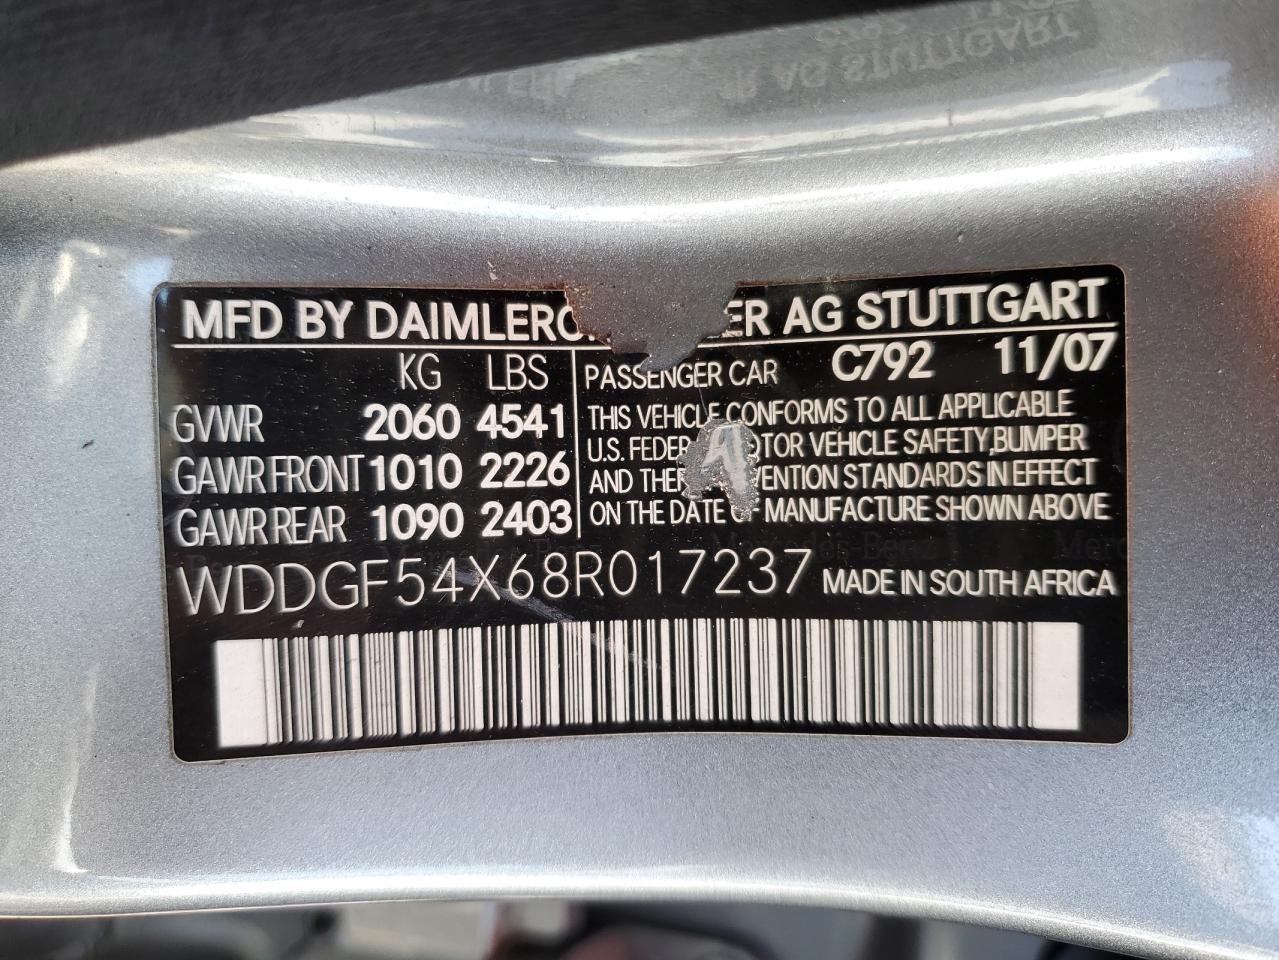 MFD BY DAIMLERC ER AG STUTTGART
KG LBS
GVWR 2060 4541
GAWR FRONT 1010 2226
GAWR REAR 1090 2403
PASSENGER CAR C792 11/07
THIS VEHICLE CONFORMS TO ALL APPLICABLE
U.S. FEDER OTOR VEHICLE SAFETY,BUMPER
AND THEF VENTION STANDARDS IN EFFECT
ON THE DATE OF MANUFACTURE SHOWN ABOVE
WDDGF54X68R017237 MADE IN SOUTH AFRICA